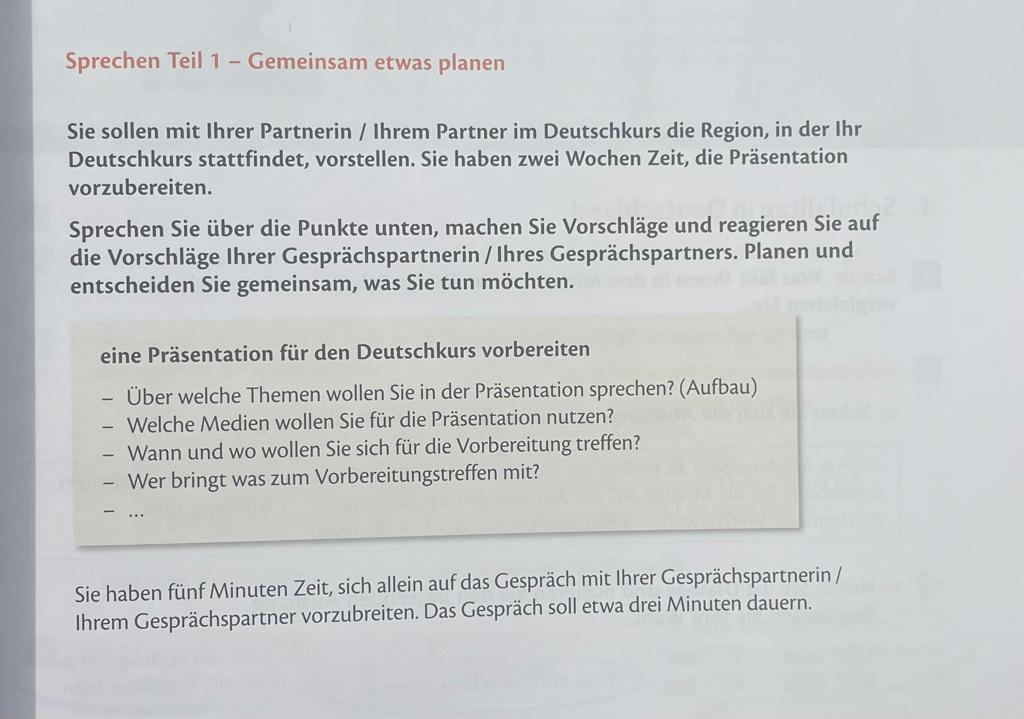 Sprechen Teil 1 – Gemeinsam etwas planen
Sie sollen mit Ihrer Partnerin / Ihrem Partner im Deutschkurs die Region, in der Ihr
Deutschkurs stattfindet, vorstellen. Sie haben zwei Wochen Zeit, die Präsentation
vorzubereiten.
Sprechen Sie über die Punkte unten, machen Sie Vorschläge und reagieren Sie auf
die Vorschläge Ihrer Gesprächspartnerin / Ihres Gesprächspartners. Planen und
entscheiden Sie gemeinsam, was Sie tun möchten.
eine Präsentation für den Deutschkurs vorbereiten
– Über welche Themen wollen Sie in der Präsentation sprechen? (Aufbau)
– Welche Medien wollen Sie für die Präsentation nutzen?
– Wann und wo wollen Sie sich für die Vorbereitung treffen?
– Wer bringt was zum Vorbereitungstreffen mit?
– ...
Sie haben fünf Minuten Zeit, sich allein auf das Gespräch mit Ihrer Gesprächspartnerin /
Ihrem Gesprächspartner vorzubreiten. Das Gespräch soll etwa drei Minuten dauern.